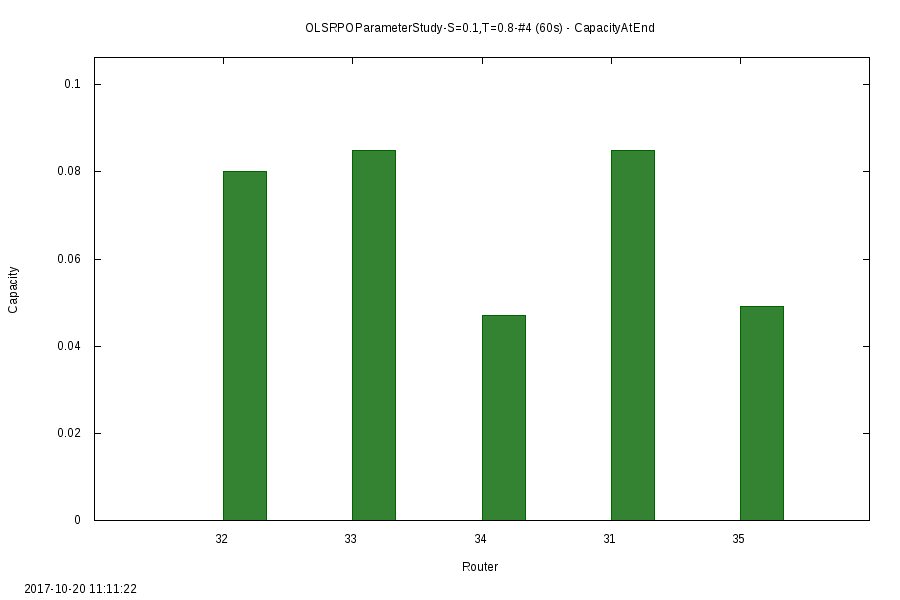 OLSRPOParameterStudy-S=0.1,T=0.8-#4 (60s) - CapacityAtEnd
0.1
0.08
0.06
0.04
0.02
0
Capacity
32 33 34 31 35
Router
2017-10-20 11:11:22